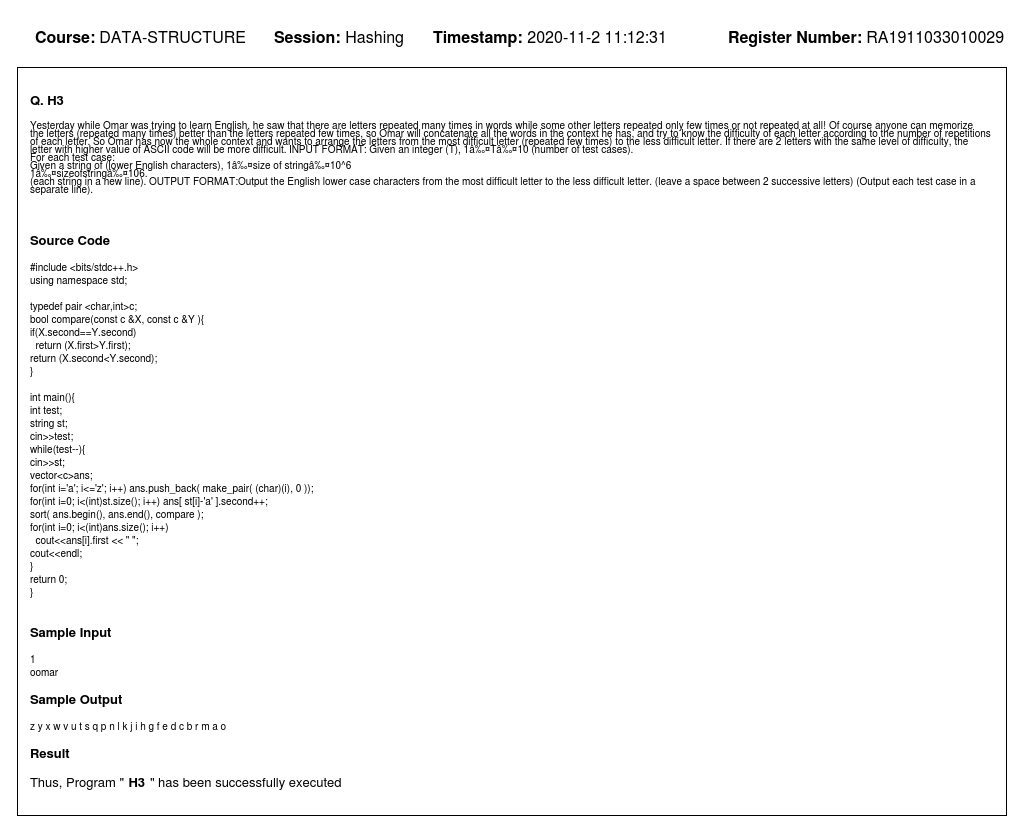 Course: DATA-STRUCTURE Session: Hashing Timestamp: 2020-11-2 11:12:31 Register Number: RA1911033010029
Q. H3
Yesterday while Omar was trying to learn English, he saw that there are letters repeated many times in words while some other letters repeated only few times or not repeated at all! Of course anyone can memorize
the letters (repeated many times) better than the letters repeated few times, so Omar will concatenate all the words in the context he has, and try to know the difficulty of each letter according to the number of repetitions
of each letter. So Omar has now the whole context and wants to arrange the letters from the most difficult letter (repeated few times) to the less difficult letter. If there are 2 letters with the same level of difficulty, the
letter with higher value of ASCII code will be more difficult. INPUT FORMAT: Given an integer (T), 1â‰¤Tâ‰¤10 (number of test cases).
For each test case:
Given a string of (lower English characters), 1â‰¤size of stringâ‰¤10^6
1â‰¤sizeofstringâ‰¤106.
(each string in a new line). OUTPUT FORMAT:Output the English lower case characters from the most difficult letter to the less difficult letter. (leave a space between 2 successive letters) (Output each test case in a
separate line).
Source Code
#include <bits/stdc++.h>
using namespace std;
typedef pair <char,int>c;
bool compare(const c &X, const c &Y ){
if(X.second==Y.second)
return (X.first>Y.first);
return (X.second<Y.second);
}
int main(){
int test;
string st;
cin>>test;
while(test--){
cin>>st;
vector<c>ans;
for(int i='a'; i<='z'; i++) ans.push_back( make_pair( (char)(i), 0 ));
for(int i=0; i<(int)st.size(); i++) ans[ st[i]-'a' ].second++;
sort( ans.begin(), ans.end(), compare );
for(int i=0; i<(int)ans.size(); i++)
cout<<ans[i].first << " ";
cout<<endl;
}
return 0;
}
Sample Input
1
oomar
Sample Output
z y x w v u t s q p n l k j i h g f e d c b r m a o
Result
Thus, Program " H3 " has been successfully executed